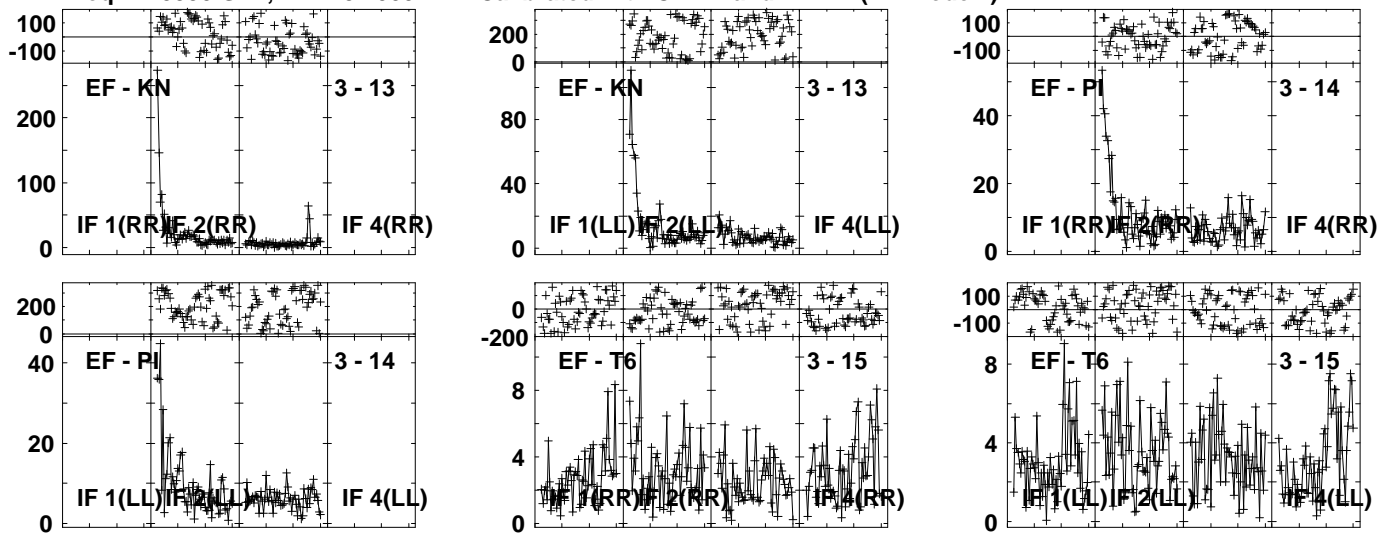 100
-100
200
0
100
-100
EF - KN 3 - 13
200
100
0
IF 1(RR) IF 2(RR) IF 4(RR)
EF - KN 3 - 13
80
40
0
IF 1(LL) IF 2(LL) IF 4(LL)
EF - PI 3 - 14
40
20
0
IF 1(RR) IF 2(RR) IF 4(RR)
200
0
0
-200
100
-100
EF - PI 3 - 14
40
20
0
IF 1(LL) IF 2(LL) IF 4(LL)
EF - T6 3 - 15
8
4
0
IF 1(RR) IF 2(RR) IF 4(RR)
EF - T6 3 - 15
8
4
0
IF 1(LL) IF 2(LL) IF 4(LL)